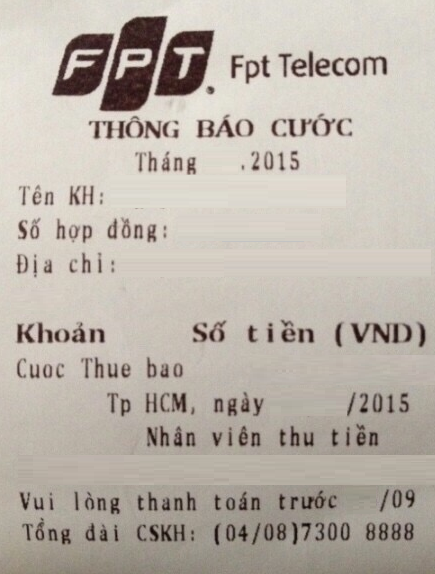 FPT Fpt Telecom
THÔNG BÁO CƯỚC
Tháng .2015
Tên KH:
Số hợp đồng:
Địa chỉ:
Khoản Số tiền (VND)
Cuoc Thue bao
Tp HCM, ngày /2015
Nhân viên thu tiền
Vui lòng thanh toán trước /09
Tổng đài CSKH: (04/08)7300 8888